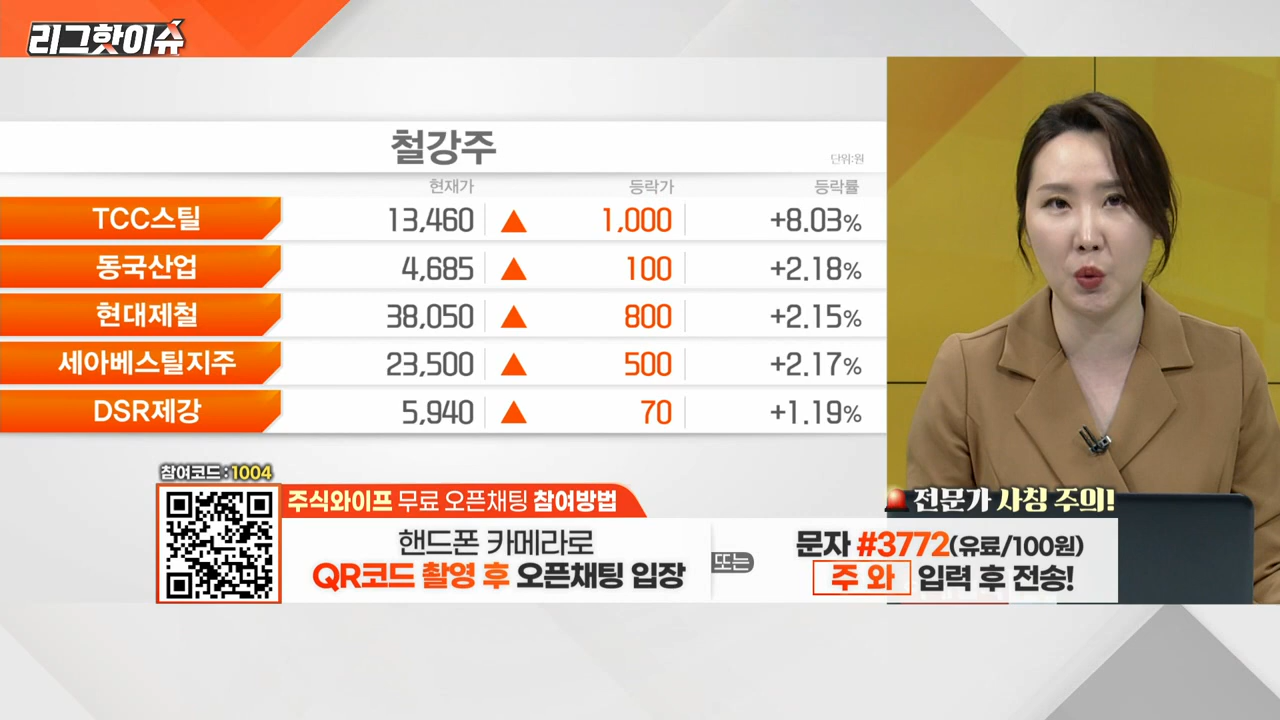 리그핫이슈
철강주
단위:원
현재가 등락가 등락률
TCC스틸 13,460 ▲ 1,000 +8.03%
동국산업 4,685 ▲ 100 +2.18%
현대제철 38,050 ▲ 800 +2.15%
세아베스틸지주 23,500 ▲ 500 +2.17%
DSR제강 5,940 ▲ 70 +1.19%
참여코드:1004
주식와이프 무료 오픈채팅 참여방법
핸드폰 카메라로
QR코드 촬영 후 오픈채팅 입장
또는
전문가 사칭 주의!
문자 #3772(유료/100원)
주 와 입력 후 전송!